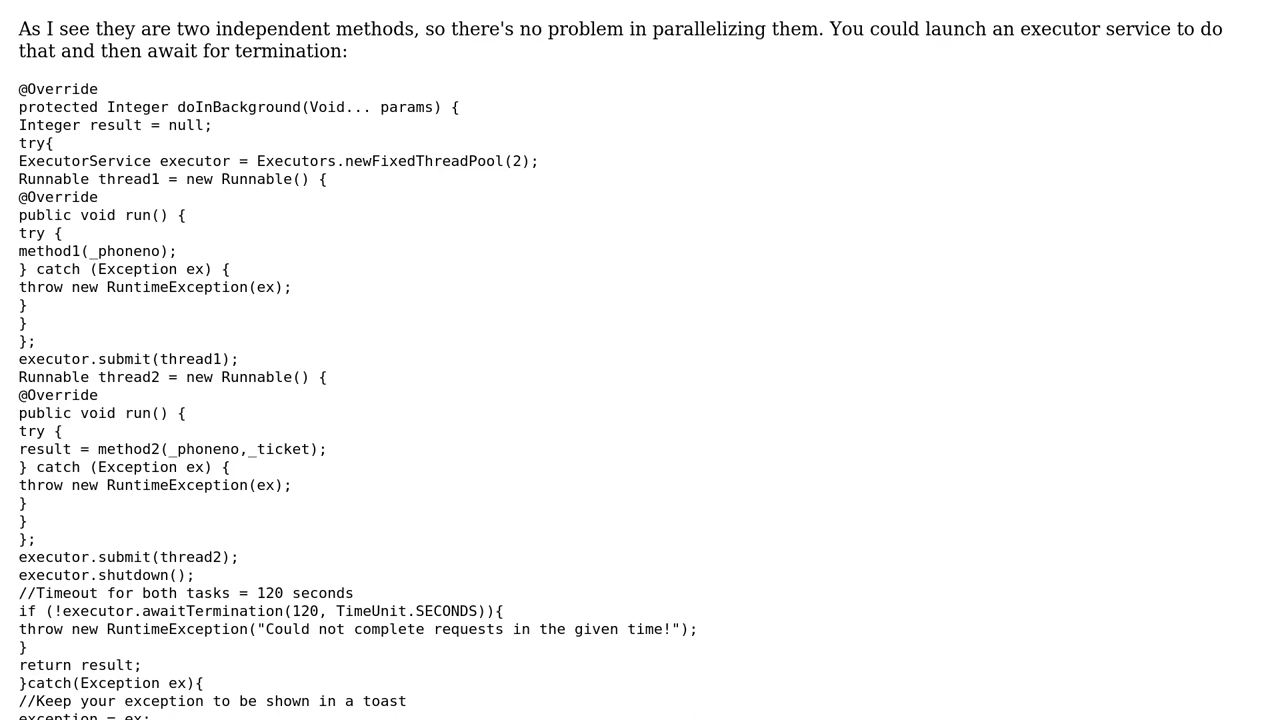 As I see they are two independent methods, so there's no problem in parallelizing them. You could launch an executor service to do
that and then await for termination:
@Override
protected Integer doInBackground(Void... params) {
Integer result = null;
try{
ExecutorService executor = Executors.newFixedThreadPool(2);
Runnable thread1 = new Runnable() {
@Override
public void run() {
try {
method1(_phoneno);
} catch (Exception ex) {
throw new RuntimeException(ex);
}
}
};
executor.submit(thread1);
Runnable thread2 = new Runnable() {
@Override
public void run() {
try {
result = method2(_phoneno,_ticket);
} catch (Exception ex) {
throw new RuntimeException(ex);
}
}
};
executor.submit(thread2);
executor.shutdown();
//Timeout for both tasks = 120 seconds
if (!executor.awaitTermination(120, TimeUnit.SECONDS)){
throw new RuntimeException("Could not complete requests in the given time!");
}
return result;
}catch(Exception ex){
//Keep your exception to be shown in a toast
exception = ex;